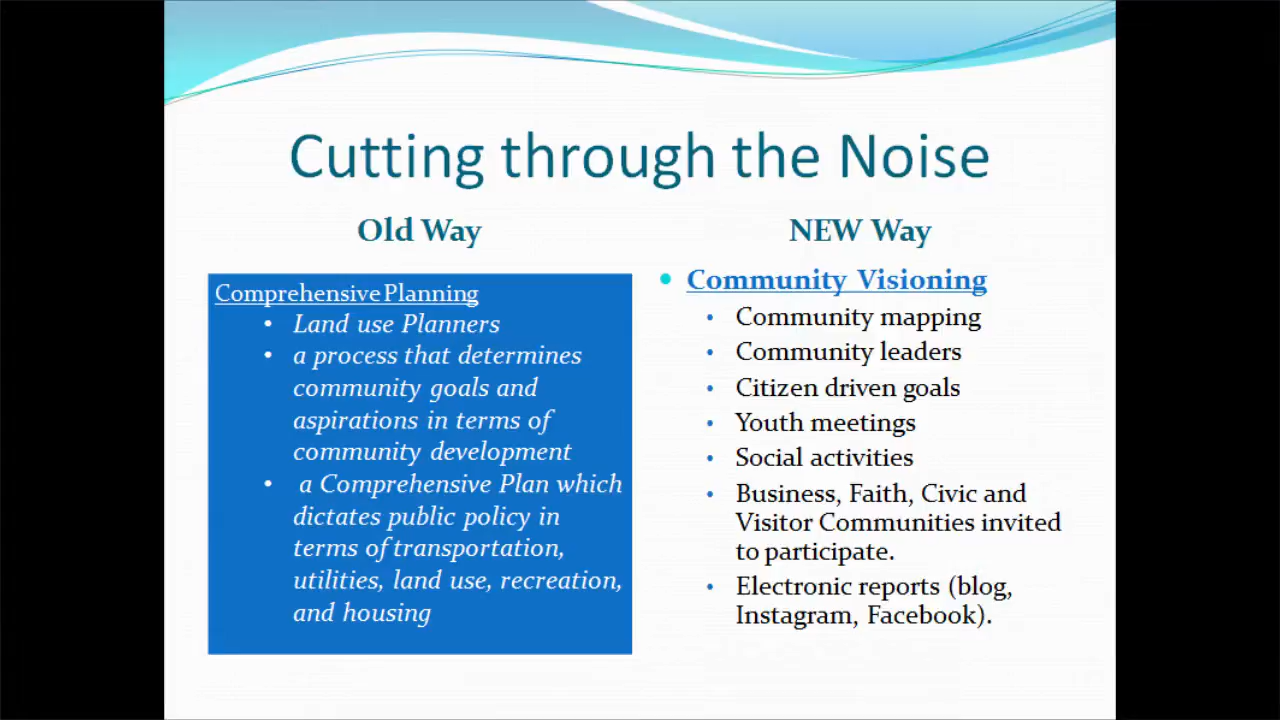 Cutting through the Noise
Old Way
Comprehensive Planning
• Land use Planners
• a process that determines
community goals and
aspirations in terms of
community development
• a Comprehensive Plan which
dictates public policy in
terms of transportation,
utilities, land use, recreation,
and housing
NEW Way
• Community Visioning
• Community mapping
• Community leaders
• Citizen driven goals
• Youth meetings
• Social activities
• Business, Faith, Civic and
Visitor Communities invited
to participate.
• Electronic reports (blog,
Instagram, Facebook).